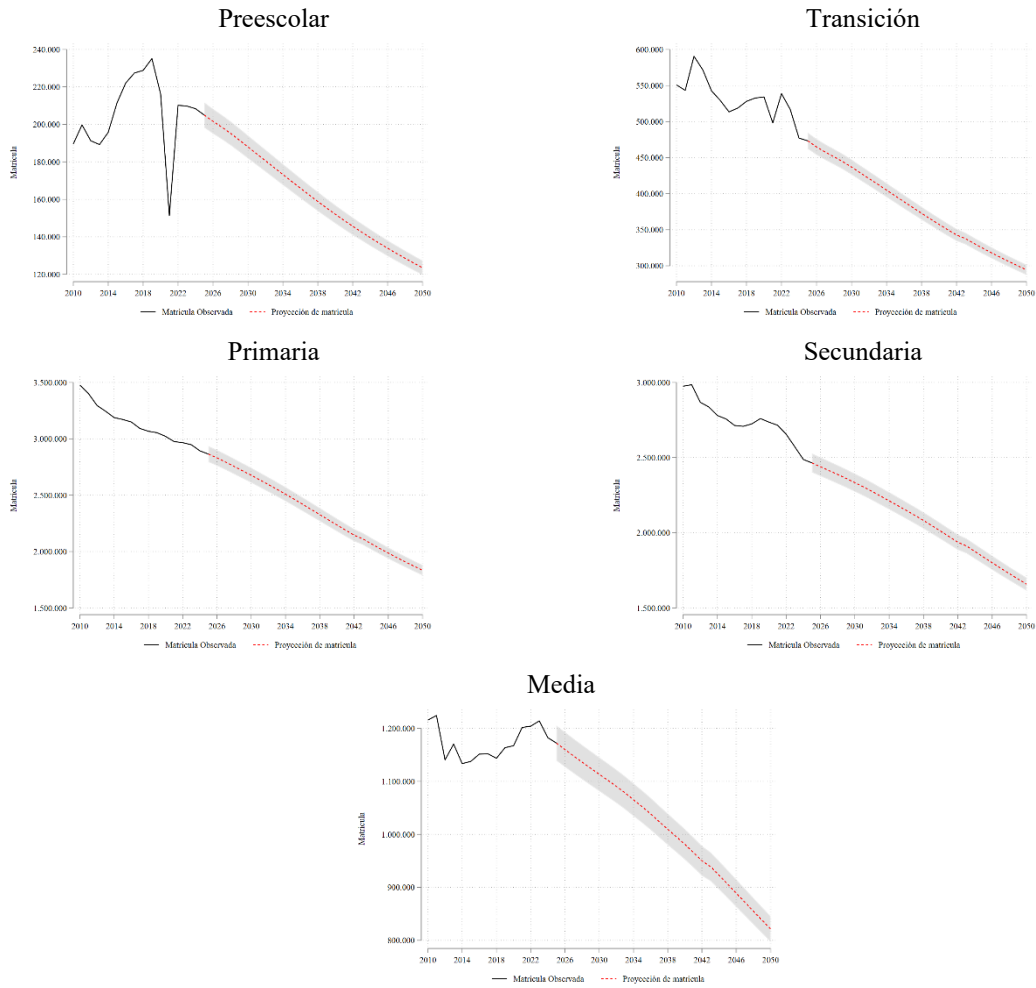 Preescolar
240.000
220.000
200.000
180.000
160.000
140.000
120.000
Matrícula
2010 2014 2018 2022 2026 2030 2034 2038 2042 2046 2050
Matrícula Observada Proyección de matrícula
Transición
600.000
550.000
500.000
450.000
400.000
350.000
300.000
Matrícula
2010 2014 2018 2022 2026 2030 2034 2038 2042 2046 2050
Matrícula Observada Proyección de matrícula
Primaria
3.500.000
3.000.000
2.500.000
2.000.000
1.500.000
Matrícula
2010 2014 2018 2022 2026 2030 2034 2038 2042 2046 2050
Matrícula Observada Proyección de matrícula
Secundaria
3.000.000
2.500.000
2.000.000
1.500.000
Matrícula
2010 2014 2018 2022 2026 2030 2034 2038 2042 2046 2050
Matrícula Observada Proyección de matrícula
Media
1.200.000
1.100.000
1.000.000
900.000
800.000
Matrícula
2010 2014 2018 2022 2026 2030 2034 2038 2042 2046 2050
Matrícula Observada Proyección de matrícula